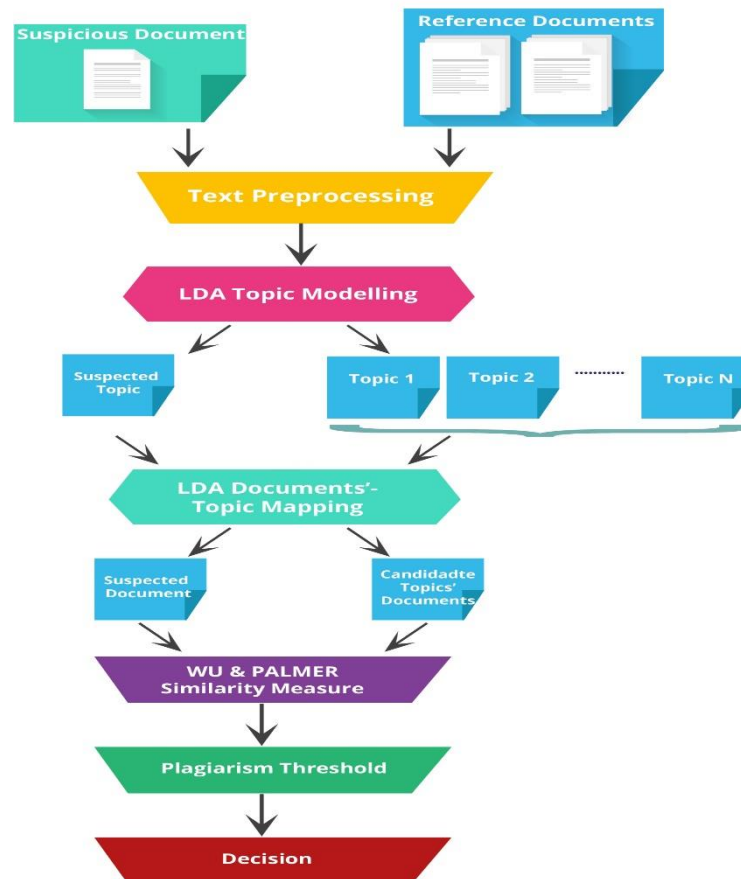 Suspicious Document
Reference Documents
Text Preprocessing
LDA Topic Modelling
Suspected
Topic
Topic 1
Topic 2
...........
Topic N
LDA Documents'-
Topic Mapping
Suspected
Document
Candidadte
Topics'
Documents
WU & PALMER
Similarity Measure
Plagiarism Threshold
Decision